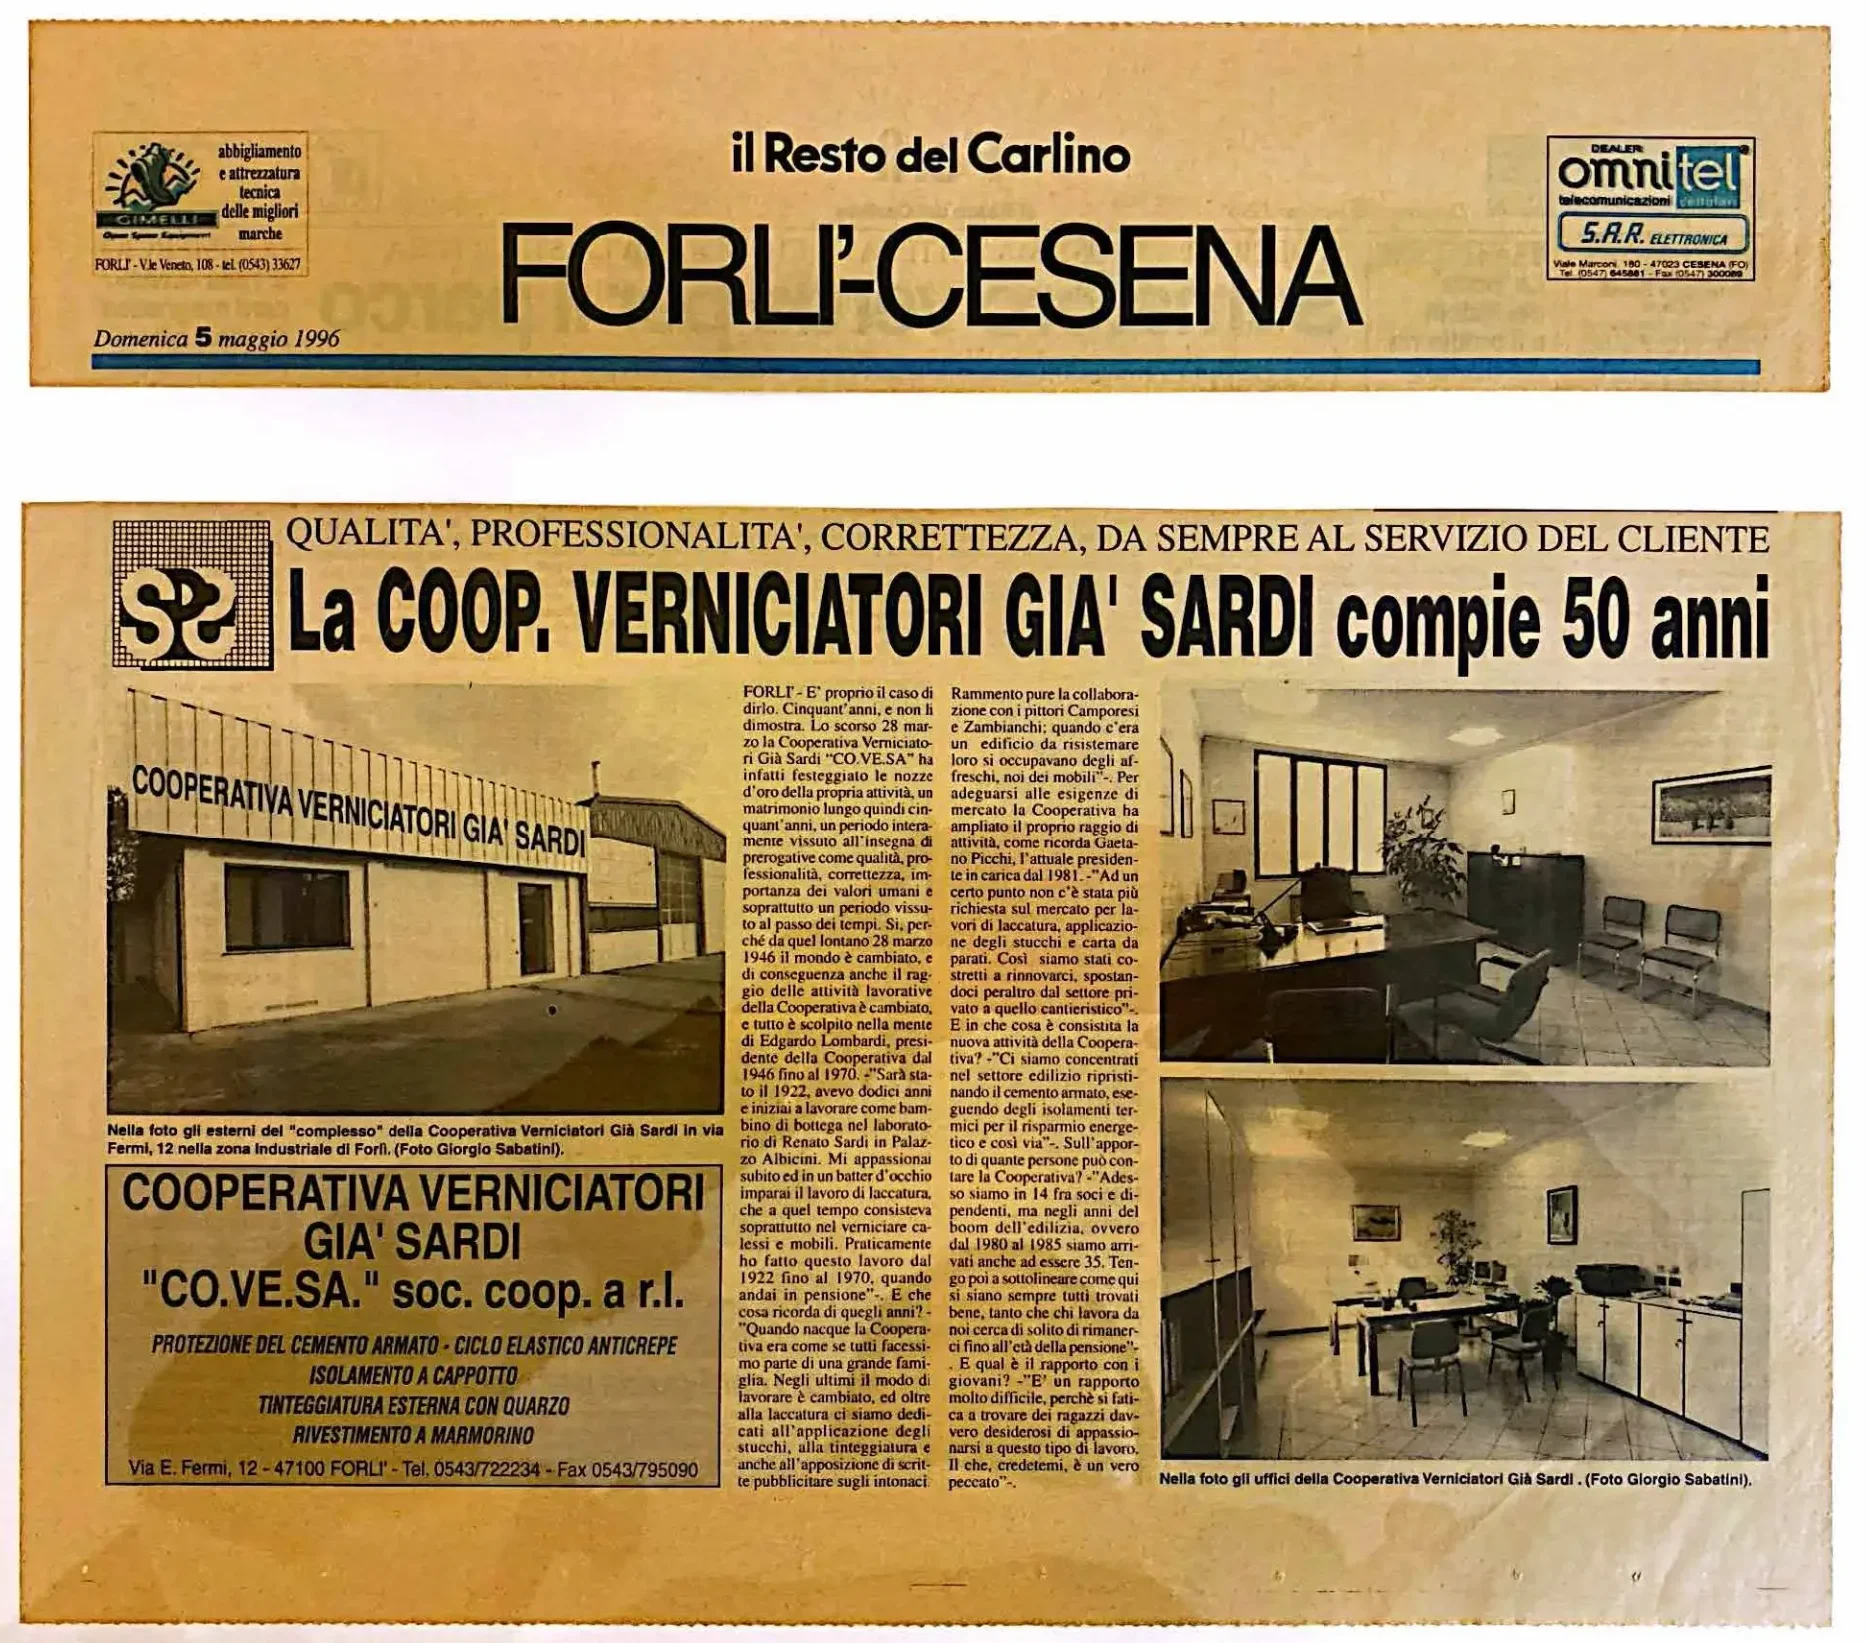 GIMELLI
Open Space Equipment
abbigliamento
e attrezzatura
tecnica
delle migliori
marche
FORLI' - V.le Veneto, 108 - tel. (0543) 33627
il Resto del Carlino
FORLI'-CESENA
DEALER
omnitel
telecomunicazioni cellulari
S.A.R. ELETTRONICA
Viale Marconi, 180 - 47023 CESENA (FO)
Tel. (0547) 645881 - Fax (0547) 300089
Domenica 5 maggio 1996
QUALITA', PROFESSIONALITA', CORRETTEZZA, DA SEMPRE AL SERVIZIO DEL CLIENTE
La COOP. VERNICIATORI GIA' SARDI compie 50 anni
COOPERATIVA VERNICIATORI GIA' SARDI
Nella foto gli esterni del "complesso" della Cooperativa Verniciatori Già Sardi in via
Fermi, 12 nella zona Industriale di Forlì. (Foto Giorgio Sabatini).
COOPERATIVA VERNICIATORI
GIA' SARDI
"CO.VE.SA." soc. coop. a r.l.
PROTEZIONE DEL CEMENTO ARMATO - CICLO ELASTICO ANTICREPE
ISOLAMENTO A CAPPOTTO
TINTEGGIATURA ESTERNA CON QUARZO
RIVESTIMENTO A MARMORINO
Via E. Fermi, 12 - 47100 FORLI' - Tel. 0543/722234 - Fax 0543/795090
FORLI' - E' proprio il caso di
dirlo. Cinquant'anni, e non li
dimostra. Lo scorso 28 mar-
zo la Cooperativa Verniciato-
ri Già Sardi "CO.VE.SA" ha
infatti festeggiato le nozze
d'oro della propria attività, un
matrimonio lungo quindi cin-
quant'anni, un periodo intera-
mente vissuto all'insegna di
prerogative come qualità, pro-
fessionalità, correttezza, im-
portanza dei valori umani e
soprattutto un periodo vissu-
to al passo dei tempi. Si, per-
ché da quel lontano 28 marzo
1946 il mondo è cambiato, e
di conseguenza anche il rag-
gio delle attività lavorative
della Cooperativa è cambiato,
e tutto è scolpito nella mente
di Edgardo Lombardi, presi-
dente della Cooperativa dal
1946 fino al 1970. -"Sarà sta-
to il 1922, avevo dodici anni
e iniziai a lavorare come bam-
bino di bottega nel laborato-
rio di Renato Sardi in Palaz-
zo Albicini. Mi appassionai
subito ed in un batter d'occhio
imparai il lavoro di laccatura,
che a quel tempo consisteva
soprattutto nel verniciare ca-
lessi e mobili. Praticamente
ho fatto questo lavoro dal
1922 fino al 1970, quando
andai in pensione"-. E che
cosa ricorda di quegli anni? -
"Quando nacque la Coopera-
tiva era come se tutti facessi-
mo parte di una grande fami-
glia. Negli ultimi il modo di
lavorare è cambiato, ed oltre
alla laccatura ci siamo dedi-
cati all'applicazione degli
stucchi, alla tinteggiatura e
anche all'apposizione di scrit-
te pubblicitare sugli intonaci.
Rammento pure la collabora-
zione con i pittori Camporesi
e Zambianchi; quando c'era
un edificio da risistemare
loro si occupavano degli af-
freschi, noi dei mobili"-. Per
adeguarsi alle esigenze di
mercato la Cooperativa ha
ampliato il proprio raggio di
attività, come ricorda Gaeta-
no Picchi, l'attuale presiden-
te in carica dal 1981. -"Ad un
certo punto non c'è stata più
richiesta sul mercato per la-
vori di laccatura, applicazio-
ne degli stucchi e carta da
parati. Così siamo stati co-
stretti a rinnovarci, spostan-
doci peraltro dal settore pri-
vato a quello cantieristico"-.
E in che cosa è consistita la
nuova attività della Coopera-
tiva? -"Ci siamo concentrati
nel settore edilizio ripristi-
nando il cemento armato, ese-
guendo degli isolamenti ter-
mici per il risparmio energe-
tico e così via"-. Sull'appor-
to di quante persone può con-
tare la Cooperativa? -"Ades-
so siamo in 14 fra soci e di-
pendenti, ma negli anni del
boom dell'edilizia, ovvero
dal 1980 al 1985 siamo arri-
vati anche ad essere 35. Ten-
go poi a sottolineare come qui
si siano sempre tutti trovati
bene, tanto che chi lavora da
noi cerca di solito di rimaner-
ci fino all'età della pensione"-
. E qual è il rapporto con i
giovani? -"E' un rapporto
molto difficile, perchè si fati-
ca a trovare dei ragazzi dav-
vero desiderosi di appassio-
narsi a questo tipo di lavoro.
Il che, credetemi, è un vero
peccato"-.
Nella foto gli uffici della Cooperativa Verniciatori Già Sardi . (Foto Giorgio Sabatini).